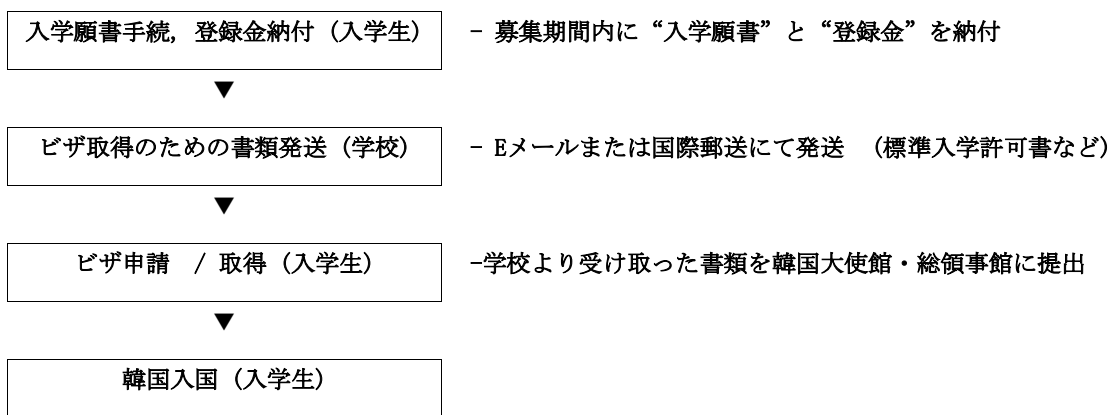 入学願書手続, 登録金納付 (入学生)
- 募集期間内に “入学願書” と “登録金” を納付
▼
ビザ取得のための書類発送 (学校)
- Eメールまたは国際郵送にて発送 (標準入学許可書など)
▼
ビザ申請 / 取得 (入学生)
-学校より受け取った書類を韓国大使館・総領事館に提出
▼
韓国入国 (入学生)